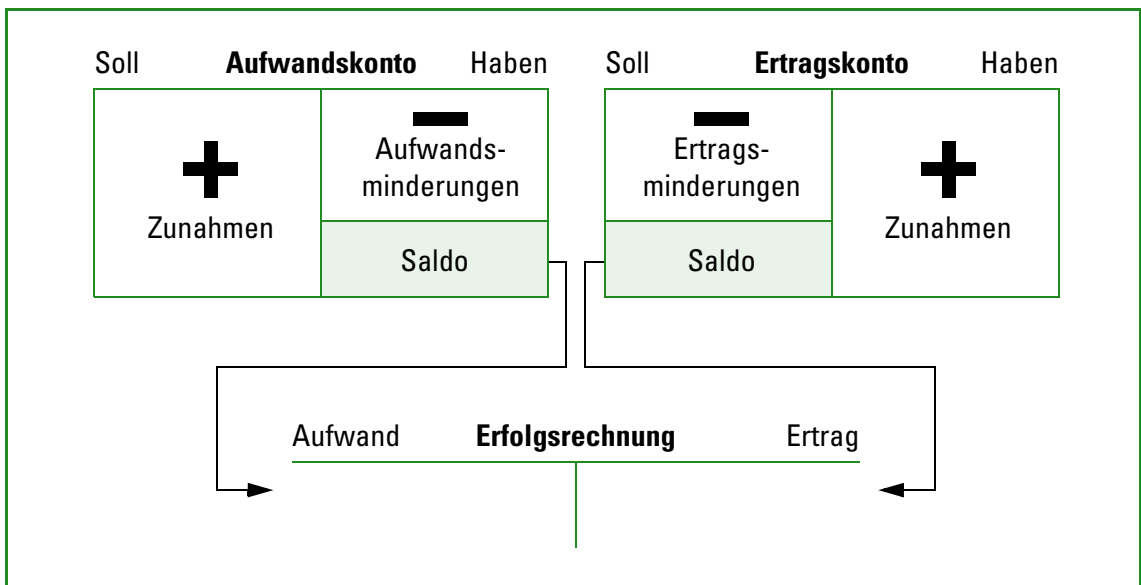 Soll Aufwandskonto Haben Soll Ertragskonto Haben
Aufwands-
minderungen
Zunahmen
Saldo
Ertrags-
minderungen
Zunahmen
Saldo
Aufwand Erfolgsrechnung Ertrag